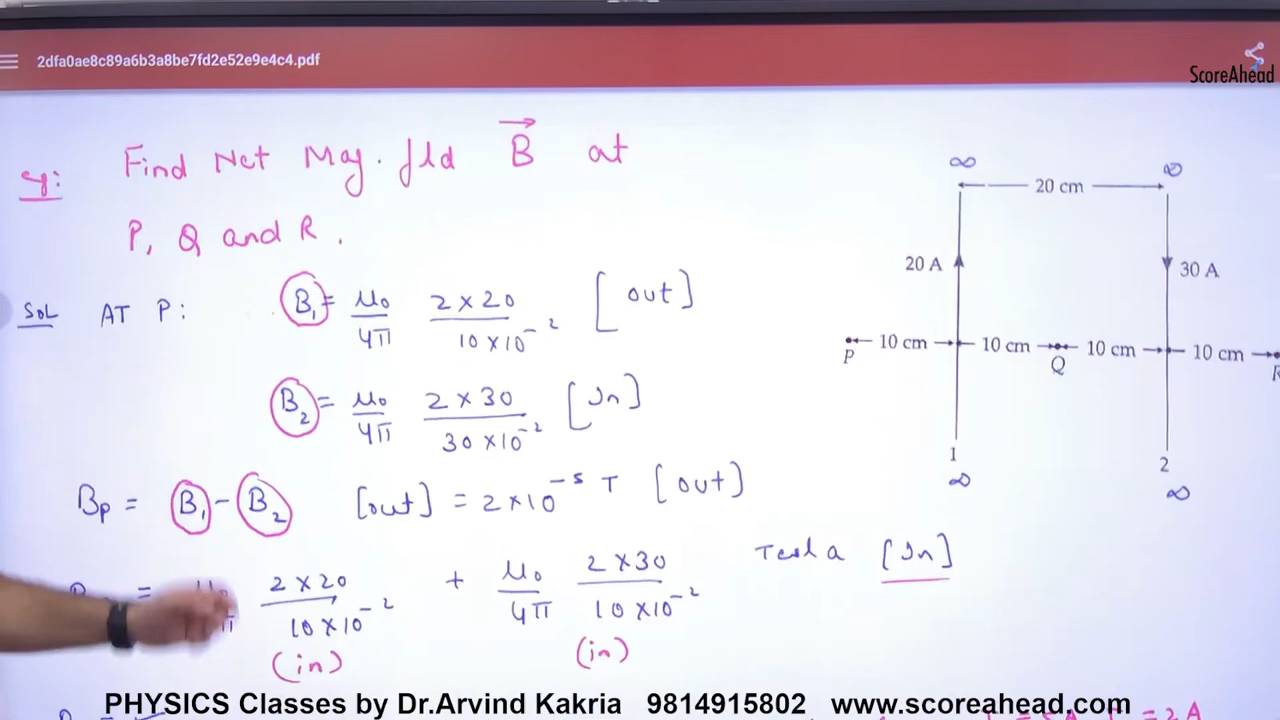 2dfa0ae8c89a6b3a8be7fd2e52e9e4c4.pdf
ScoreAhead
Eg: Find Net Mag. fld B⃗ at
P, Q and R.
Sol AT P: B₁ = μ₀/4π 2×20/10×10⁻² [out]
B₂ = μ₀/4π 2×30/30×10⁻² [In]
Bp = B₁ - B₂ [out] = 2×10⁻⁵ T [out]
= 2×20/10×10⁻² + μ₀/4π 2×30/10×10⁻² Tesla [In]
(in) (in)
∞ ∞
20 cm
20 A 30 A
10 cm 10 cm 10 cm 10 cm
P Q R
1 2
∞ ∞
= 2 A
PHYSICS Classes by Dr.Arvind Kakria 9814915802 www.scoreahead.com